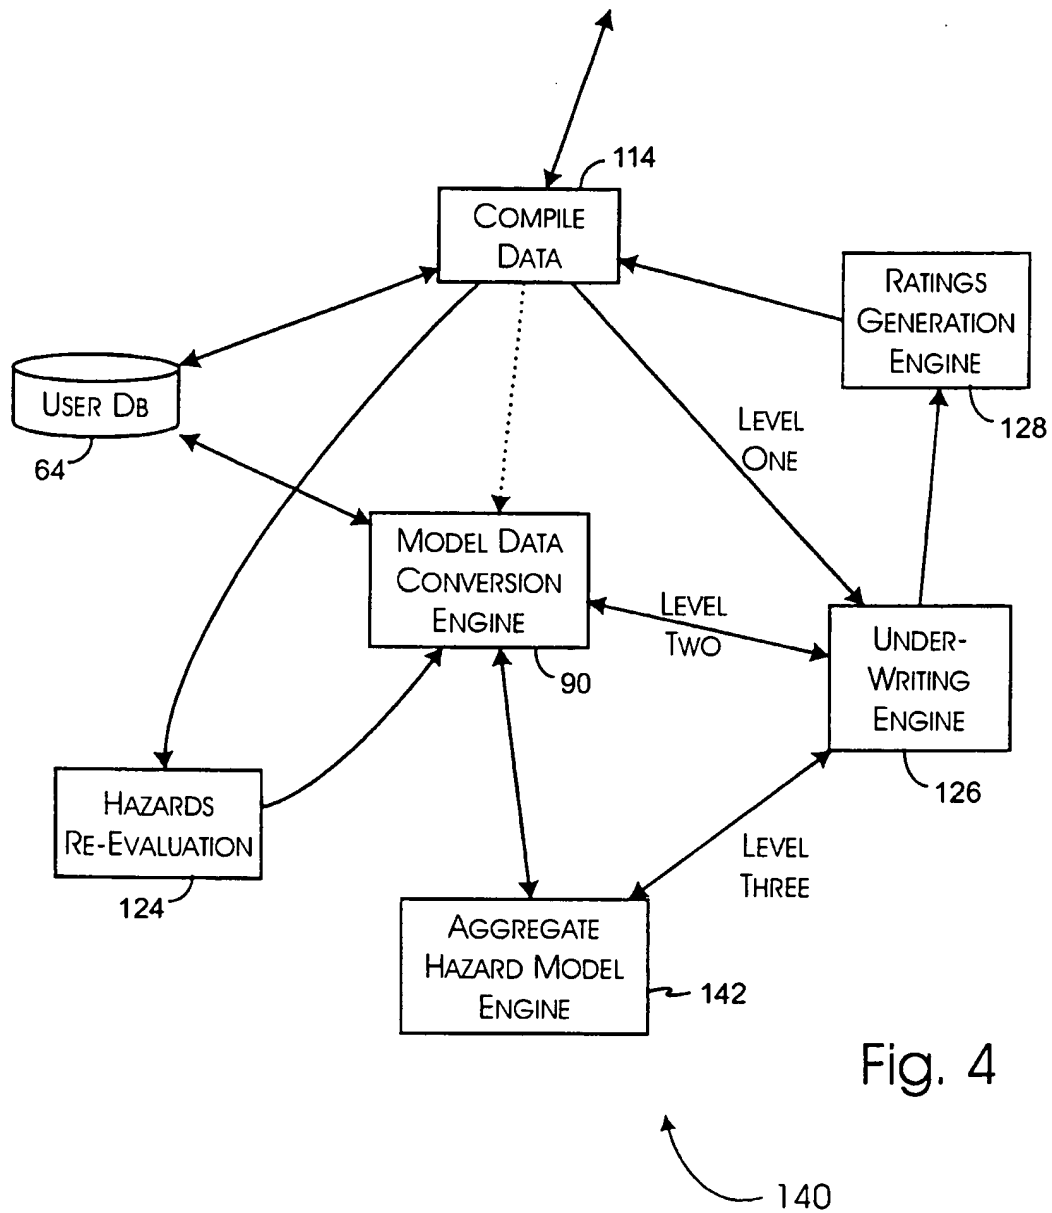 114
COMPILE
DATA
RATINGS
GENERATION
ENGINE
128
USER DB
64
LEVEL
ONE
MODEL DATA
CONVERSION
ENGINE
90
LEVEL
TWO
UNDER-
WRITING
ENGINE
126
HAZARDS
RE-EVALUATION
124
LEVEL
THREE
AGGREGATE
HAZARD MODEL
ENGINE
142
Fig. 4
140